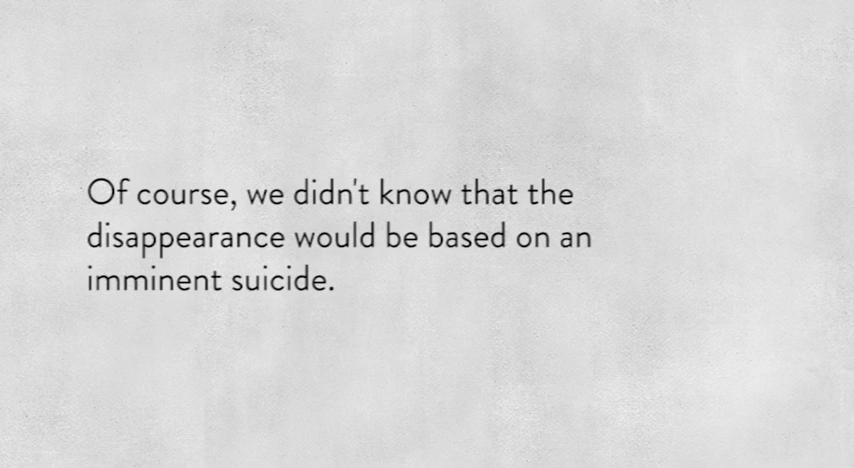 Of course, we didn't know that the
disappearance would be based on an
imminent suicide.